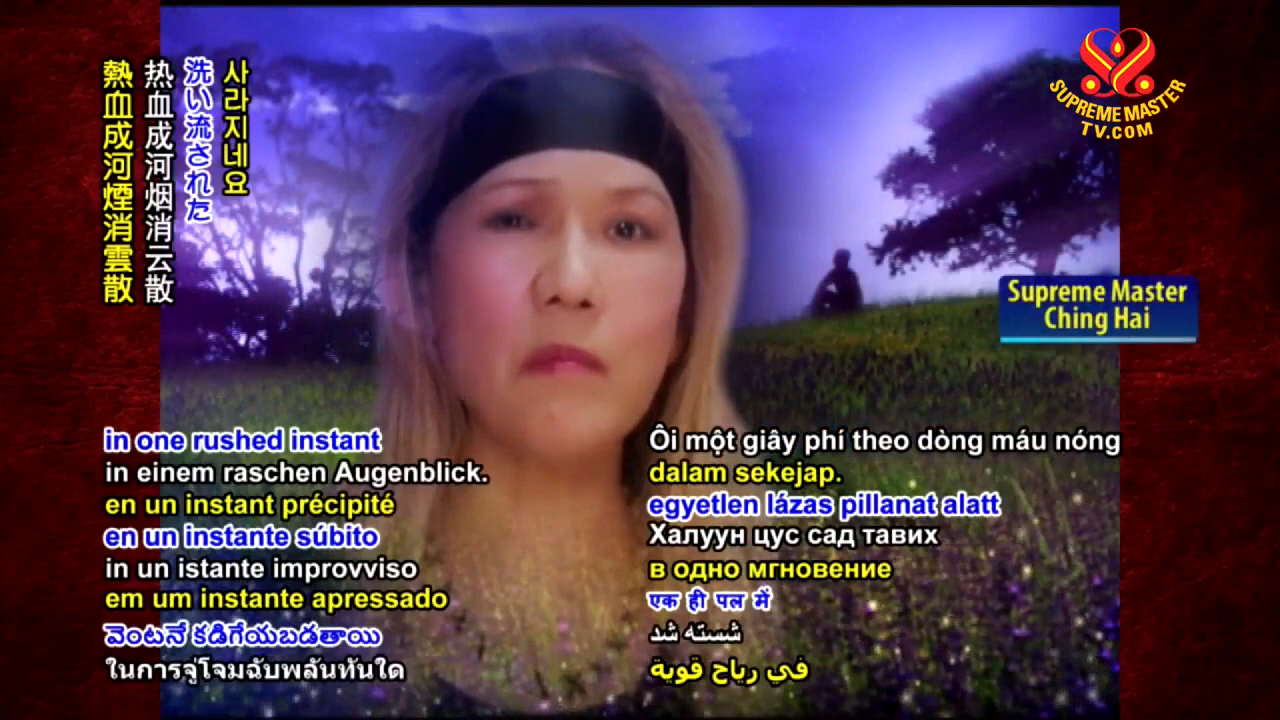 熱血成河煙消雲散
热血成河烟消云散
洗い流された
사라지네요
SUPREME MASTER
TV.COM
Supreme Master
Ching Hai
in one rushed instant
in einem raschen Augenblick.
en un instant précipité
en un instante súbito
in un istante improvviso
em um instante apressado
వెంటనే కడిగేయబడతాయి
ในการจู่โจมฉับพลันทันใด
Ôi một giây phí theo dòng máu nóng
dalam sekejap.
egyetlen lázas pillanat alatt
Халуун цус сад тавих
в одно мгновение
एक ही पल में
شسته شد
في رياح قوية